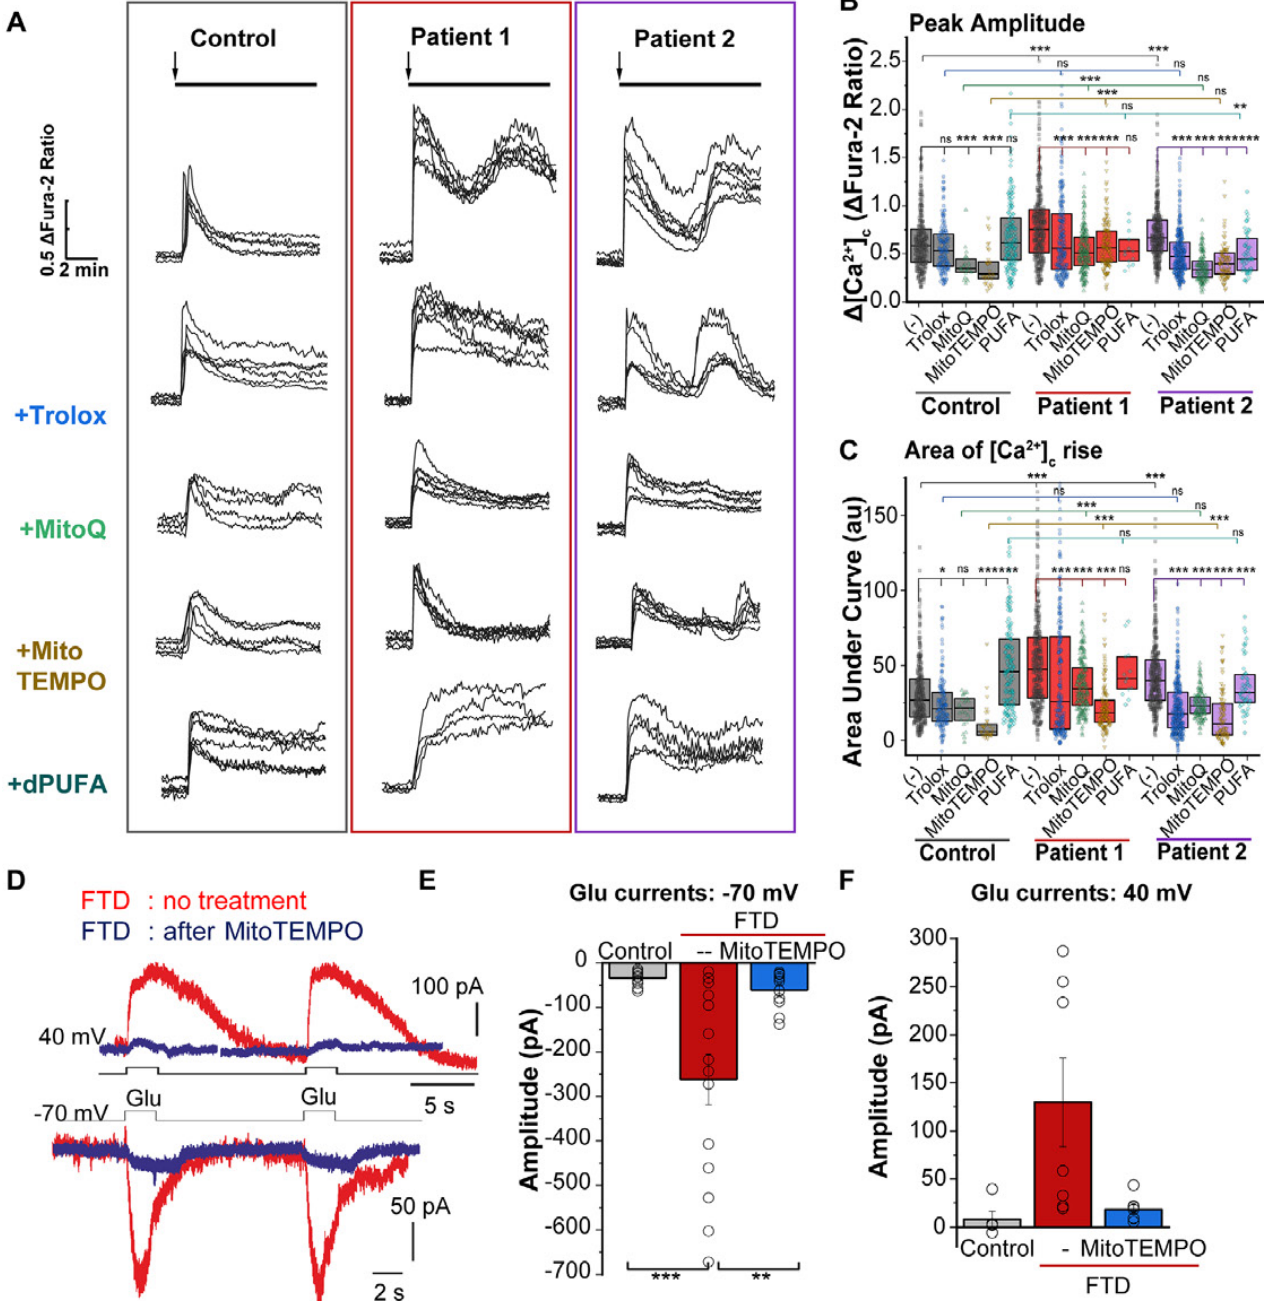 A
Control
Patient 1
Patient 2
0.5 ΔFura-2 Ratio
2 min
+Trolox
+MitoQ
+Mito
TEMPO
+dPUFA
B
Peak Amplitude
Δ[Ca2+]c (ΔFura-2 Ratio)
2.5
2.0
1.5
1.0
0.5
0.0
*** ***
ns ns
*** ns
*** ns
ns **
ns *** *** ns
*** *** *** ns
*** *** *** ***
(-) Trolox MitoQ MitoTEMPO PUFA
(-) Trolox MitoQ MitoTEMPO PUFA
(-) Trolox MitoQ MitoTEMPO PUFA
Control Patient 1 Patient 2
C
Area of [Ca2+]c rise
Area Under Curve (au)
150
100
50
0
*** ***
ns ns
*** ns
*** ***
ns ns
* ns *** ***
*** *** *** ns
*** *** *** ***
(-) Trolox MitoQ MitoTEMPO PUFA
(-) Trolox MitoQ MitoTEMPO PUFA
(-) Trolox MitoQ MitoTEMPO PUFA
Control Patient 1 Patient 2
D
FTD : no treatment
FTD : after MitoTEMPO
100 pA
40 mV
5 s
Glu Glu
-70 mV
50 pA
2 s
E
Glu currents: -70 mV
FTD
Control -- MitoTEMPO
Amplitude (pA)
0
-100
-200
-300
-400
-500
-600
-700
*** **
F
Glu currents: 40 mV
Amplitude (pA)
300
250
200
150
100
50
0
Control - MitoTEMPO
FTD